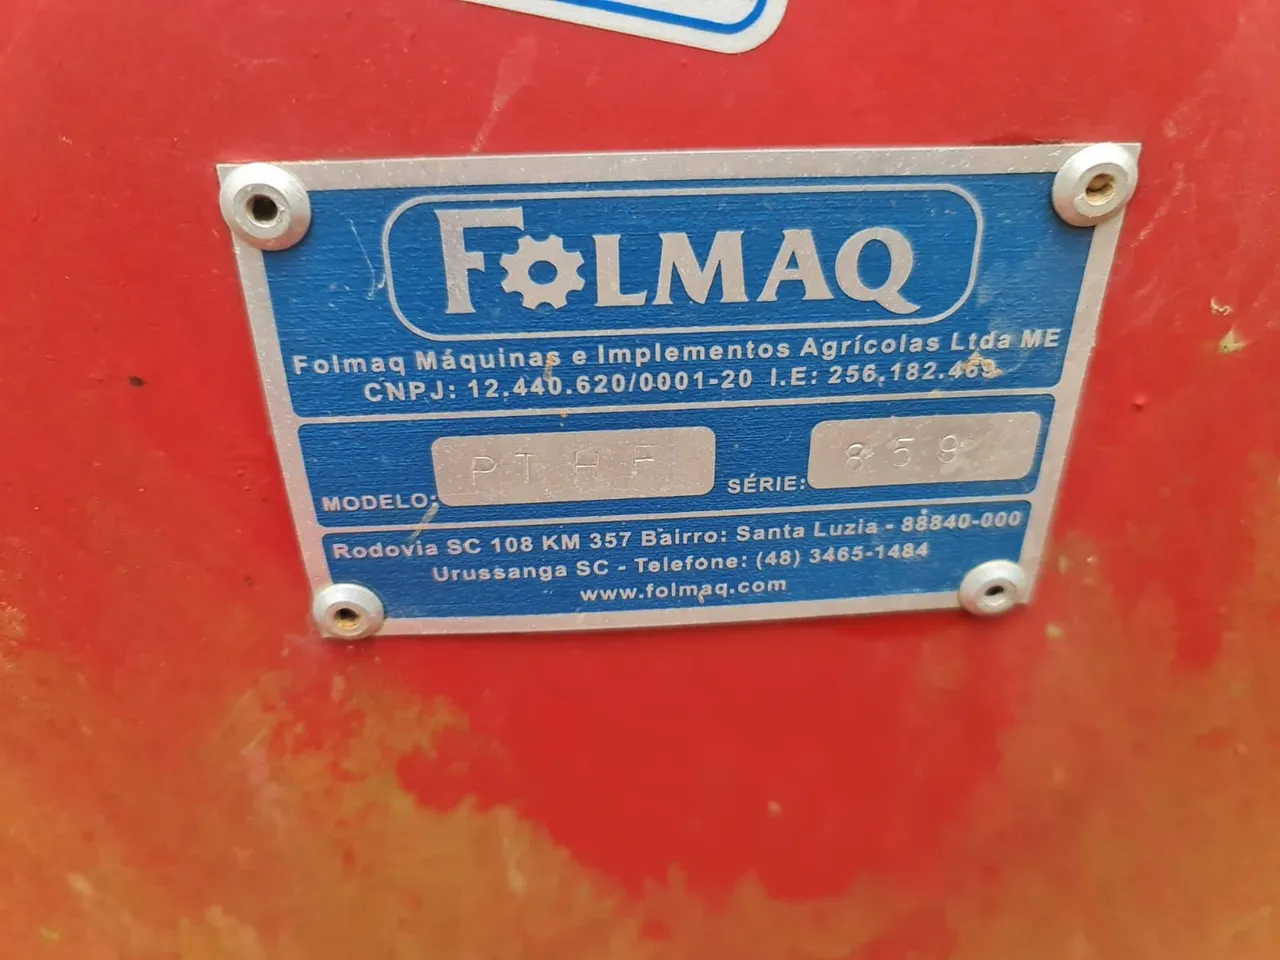 FOLMAQ
Folmaq Máquinas e Implementos Agrícolas Ltda ME
CNPJ: 12.440.620/0001-20 I.E: 256.182.469
MODELO: PTHF SÉRIE: 859
Rodovia SC 108 KM 357 Bairro: Santa Luzia - 88840-000
Urussanga SC - Telefone: (48) 3465-1484
www.folmaq.com